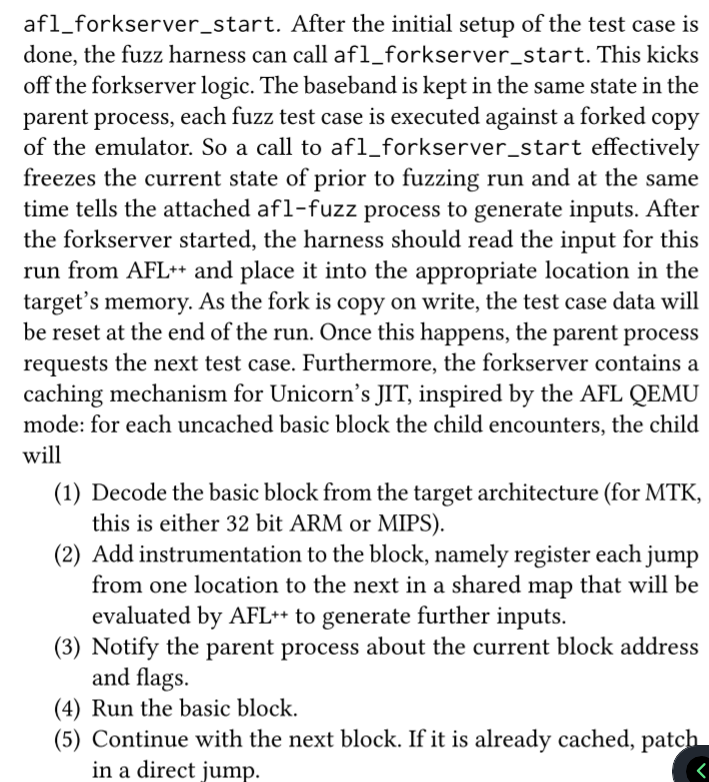 afl_forkserver_start. After the initial setup of the test case is
done, the fuzz harness can call afl_forkserver_start. This kicks
off the forkserver logic. The baseband is kept in the same state in the
parent process, each fuzz test case is executed against a forked copy
of the emulator. So a call to afl_forkserver_start effectively
freezes the current state of prior to fuzzing run and at the same
time tells the attached afl-fuzz process to generate inputs. After
the forkserver started, the harness should read the input for this
run from AFL++ and place it into the appropriate location in the
target's memory. As the fork is copy on write, the test case data will
be reset at the end of the run. Once this happens, the parent process
requests the next test case. Furthermore, the forkserver contains a
caching mechanism for Unicorn's JIT, inspired by the AFL QEMU
mode: for each uncached basic block the child encounters, the child
will
(1) Decode the basic block from the target architecture (for MTK,
this is either 32 bit ARM or MIPS).
(2) Add instrumentation to the block, namely register each jump
from one location to the next in a shared map that will be
evaluated by AFL++ to generate further inputs.
(3) Notify the parent process about the current block address
and flags.
(4) Run the basic block.
(5) Continue with the next block. If it is already cached, patch
in a direct jump.